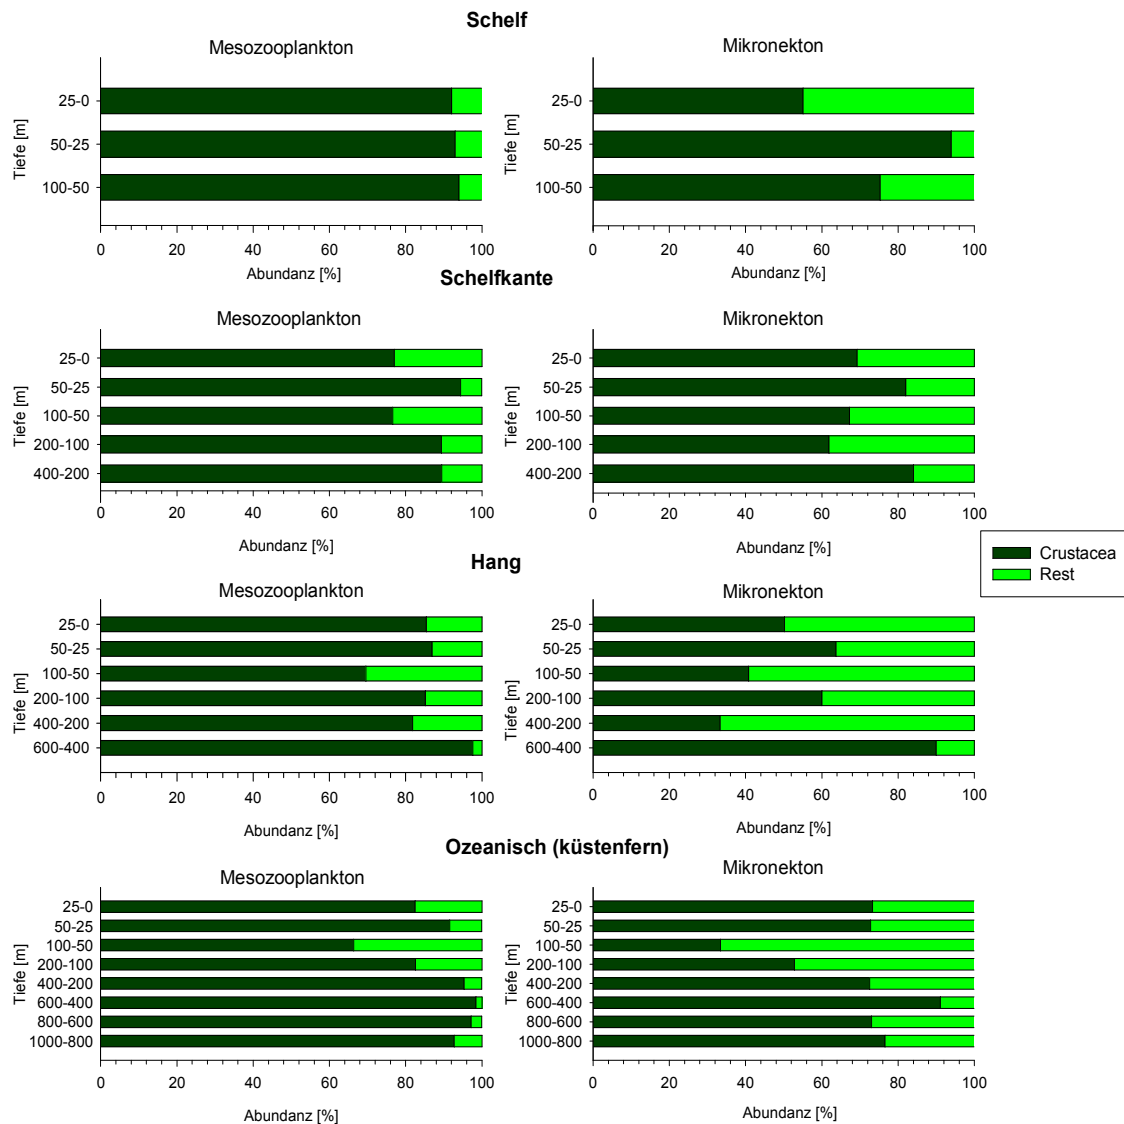 Schelf
Mesozooplankton
Tiefe [m]
25-0
50-25
100-50
0 20 40 60 80 100
Abundanz [%]
Mikronekton
Tiefe [m]
25-0
50-25
100-50
0 20 40 60 80 100
Abundanz [%]
Schelfkante
Mesozooplankton
Tiefe [m]
25-0
50-25
100-50
200-100
400-200
0 20 40 60 80 100
Abundanz [%]
Mikronekton
Tiefe [m]
25-0
50-25
100-50
200-100
400-200
0 20 40 60 80 100
Abundanz [%]
Crustacea
Rest
Hang
Mesozooplankton
Tiefe [m]
25-0
50-25
100-50
200-100
400-200
600-400
0 20 40 60 80 100
Abundanz [%]
Mikronekton
Tiefe [m]
25-0
50-25
100-50
200-100
400-200
600-400
0 20 40 60 80 100
Abundanz [%]
Ozeanisch (küstenfern)
Mesozooplankton
Tiefe [m]
25-0
50-25
100-50
200-100
400-200
600-400
800-600
1000-800
0 20 40 60 80 100
Abundanz [%]
Mikronekton
Tiefe [m]
25-0
50-25
100-50
200-100
400-200
600-400
800-600
1000-800
0 20 40 60 80 100
Abundanz [%]